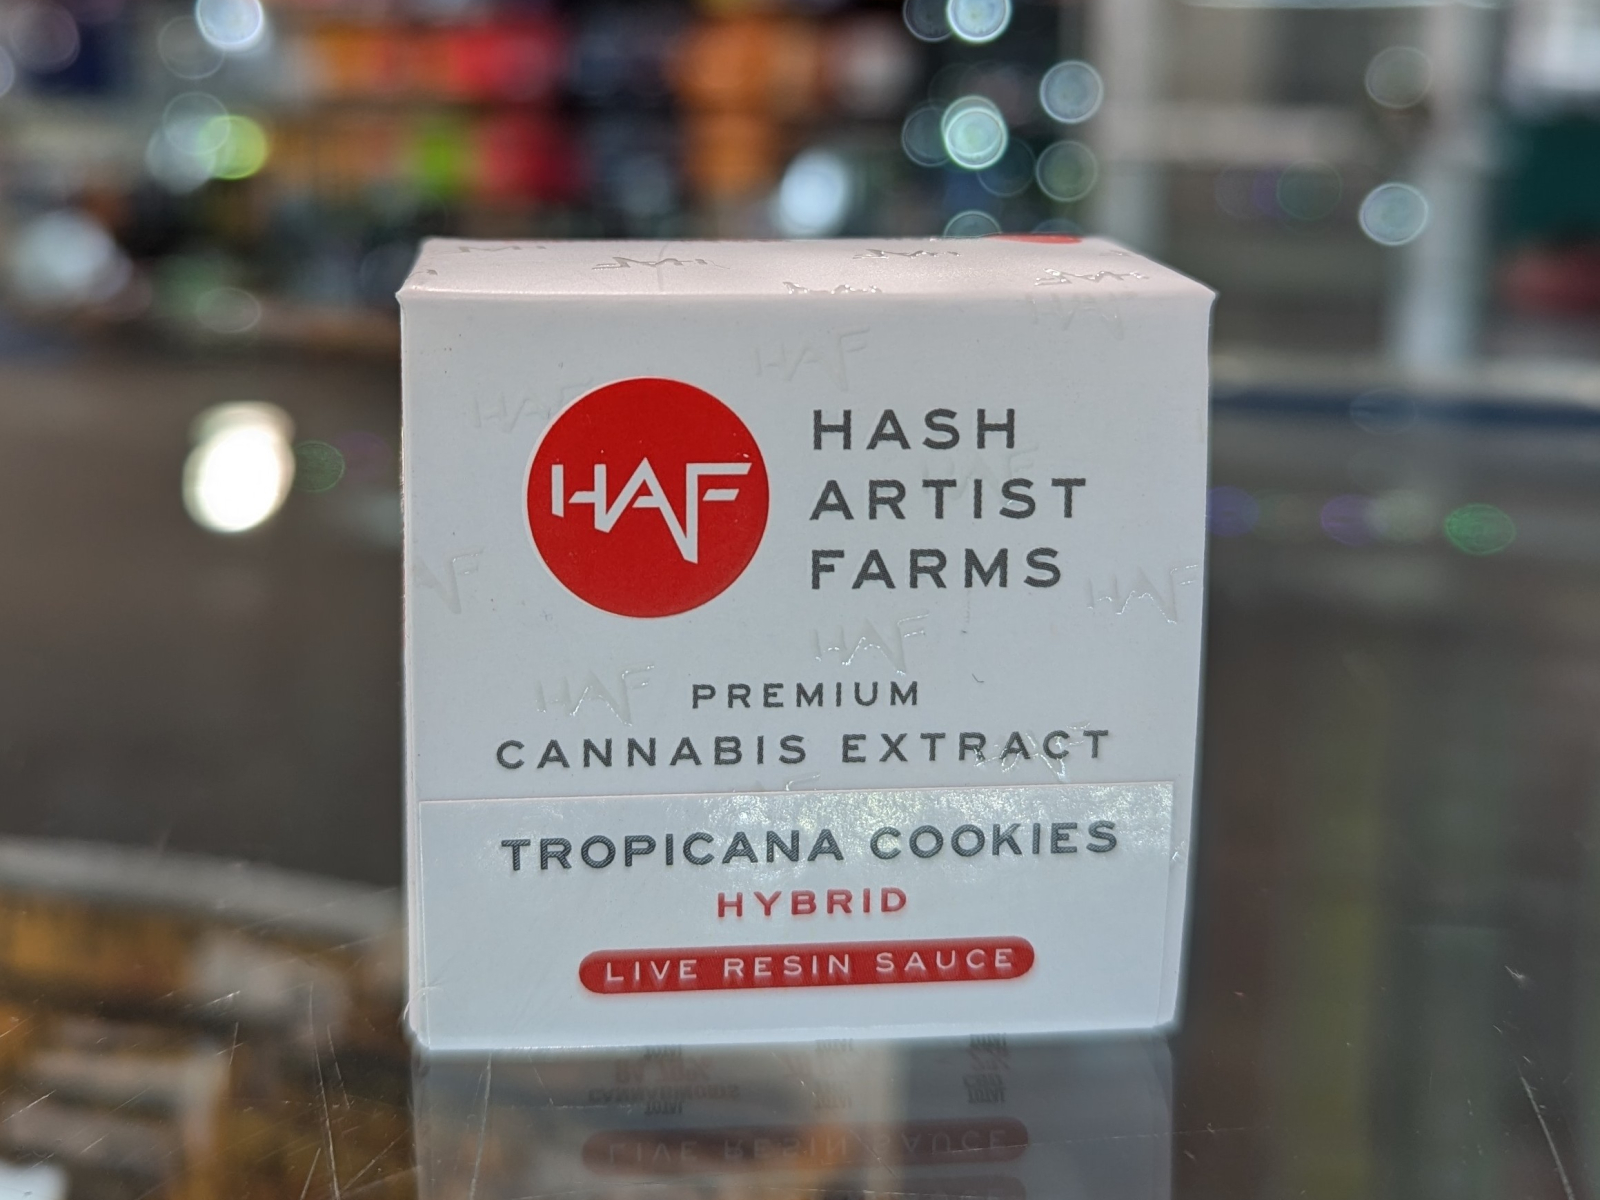 HAF
HASH
ARTIST
FARMS
PREMIUM
CANNABIS EXTRACT
TROPICANA COOKIES
HYBRID
LIVE RESIN SAUCE